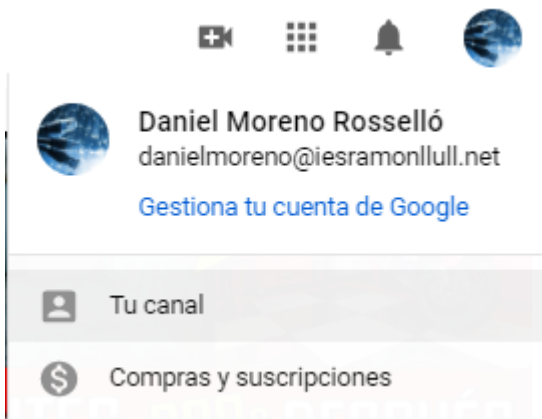 Daniel Moreno Rosselló
danielmoreno@iesramonllull.net
Gestiona tu cuenta de Google
Tu canal
Compras y suscripciones